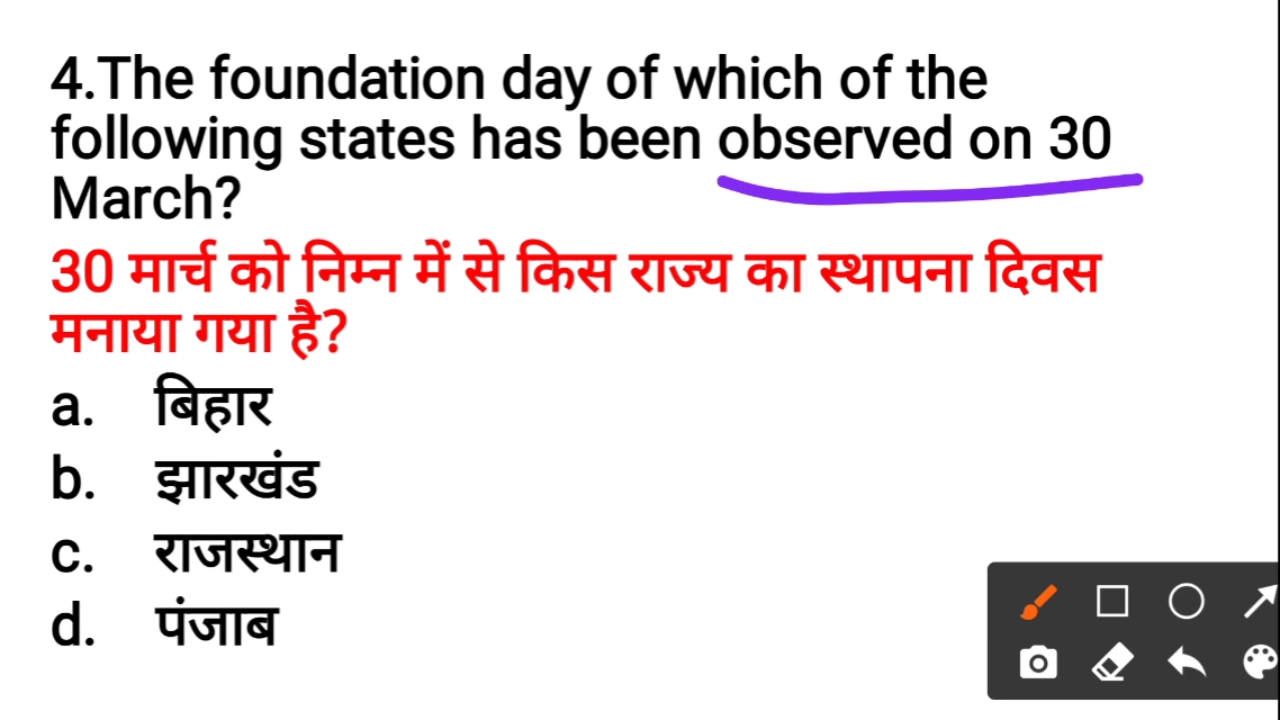 4.The foundation day of which of the
following states has been observed on 30
March?
30 मार्च को निम्न में से किस राज्य का स्थापना दिवस
मनाया गया है?
a. बिहार
b. झारखंड
c. राजस्थान
d. पंजाब